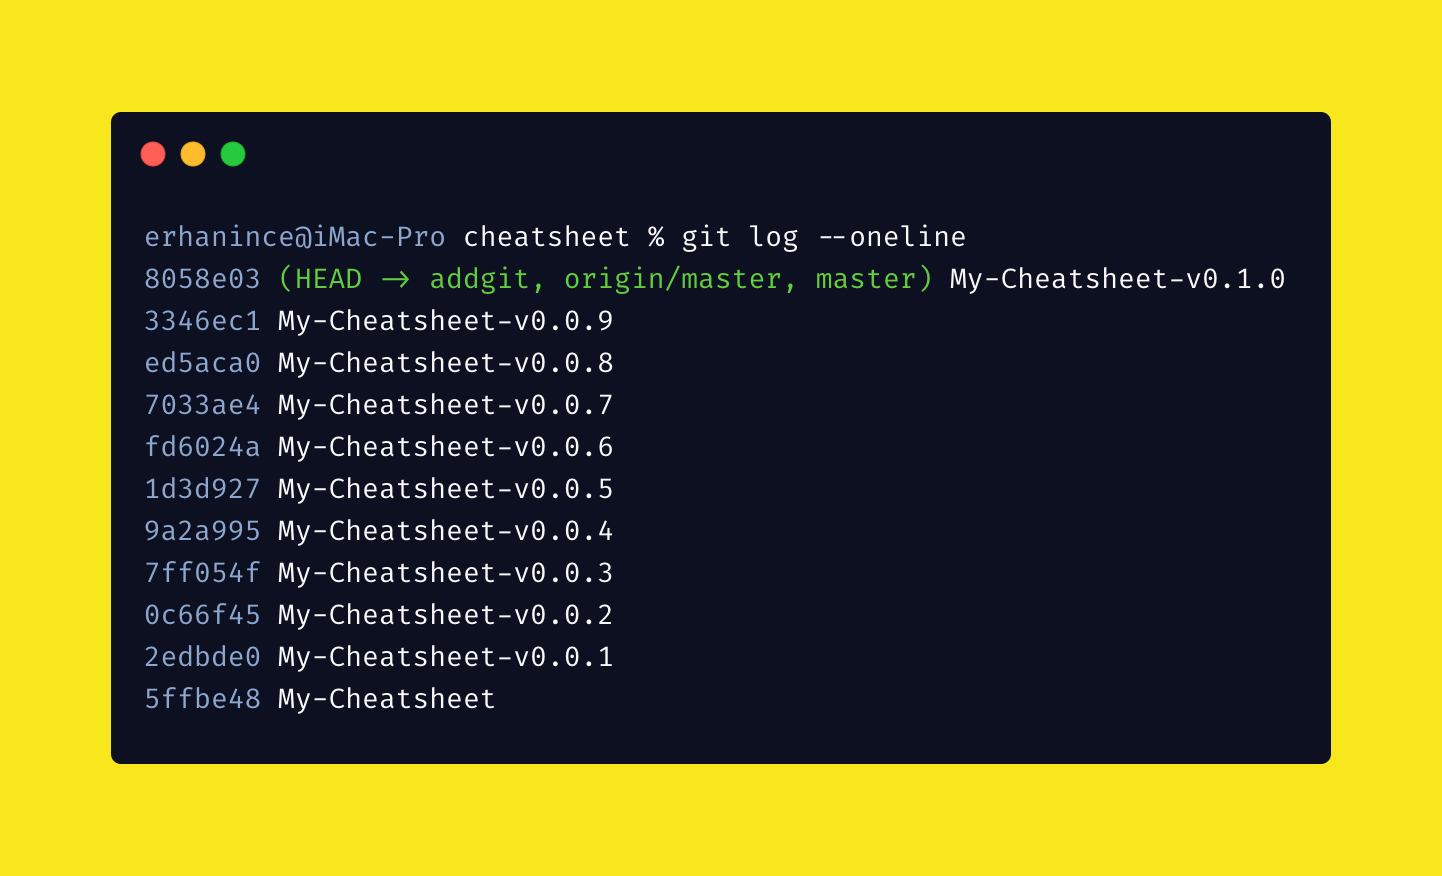 erhanince@iMac-Pro cheatsheet % git log --oneline
8058e03 (HEAD -> addgit, origin/master, master) My-Cheatsheet-v0.1.0
3346ec1 My-Cheatsheet-v0.0.9
ed5aca0 My-Cheatsheet-v0.0.8
7033ae4 My-Cheatsheet-v0.0.7
fd6024a My-Cheatsheet-v0.0.6
1d3d927 My-Cheatsheet-v0.0.5
9a2a995 My-Cheatsheet-v0.0.4
7ff054f My-Cheatsheet-v0.0.3
0c66f45 My-Cheatsheet-v0.0.2
2edbde0 My-Cheatsheet-v0.0.1
5ffbe48 My-Cheatsheet